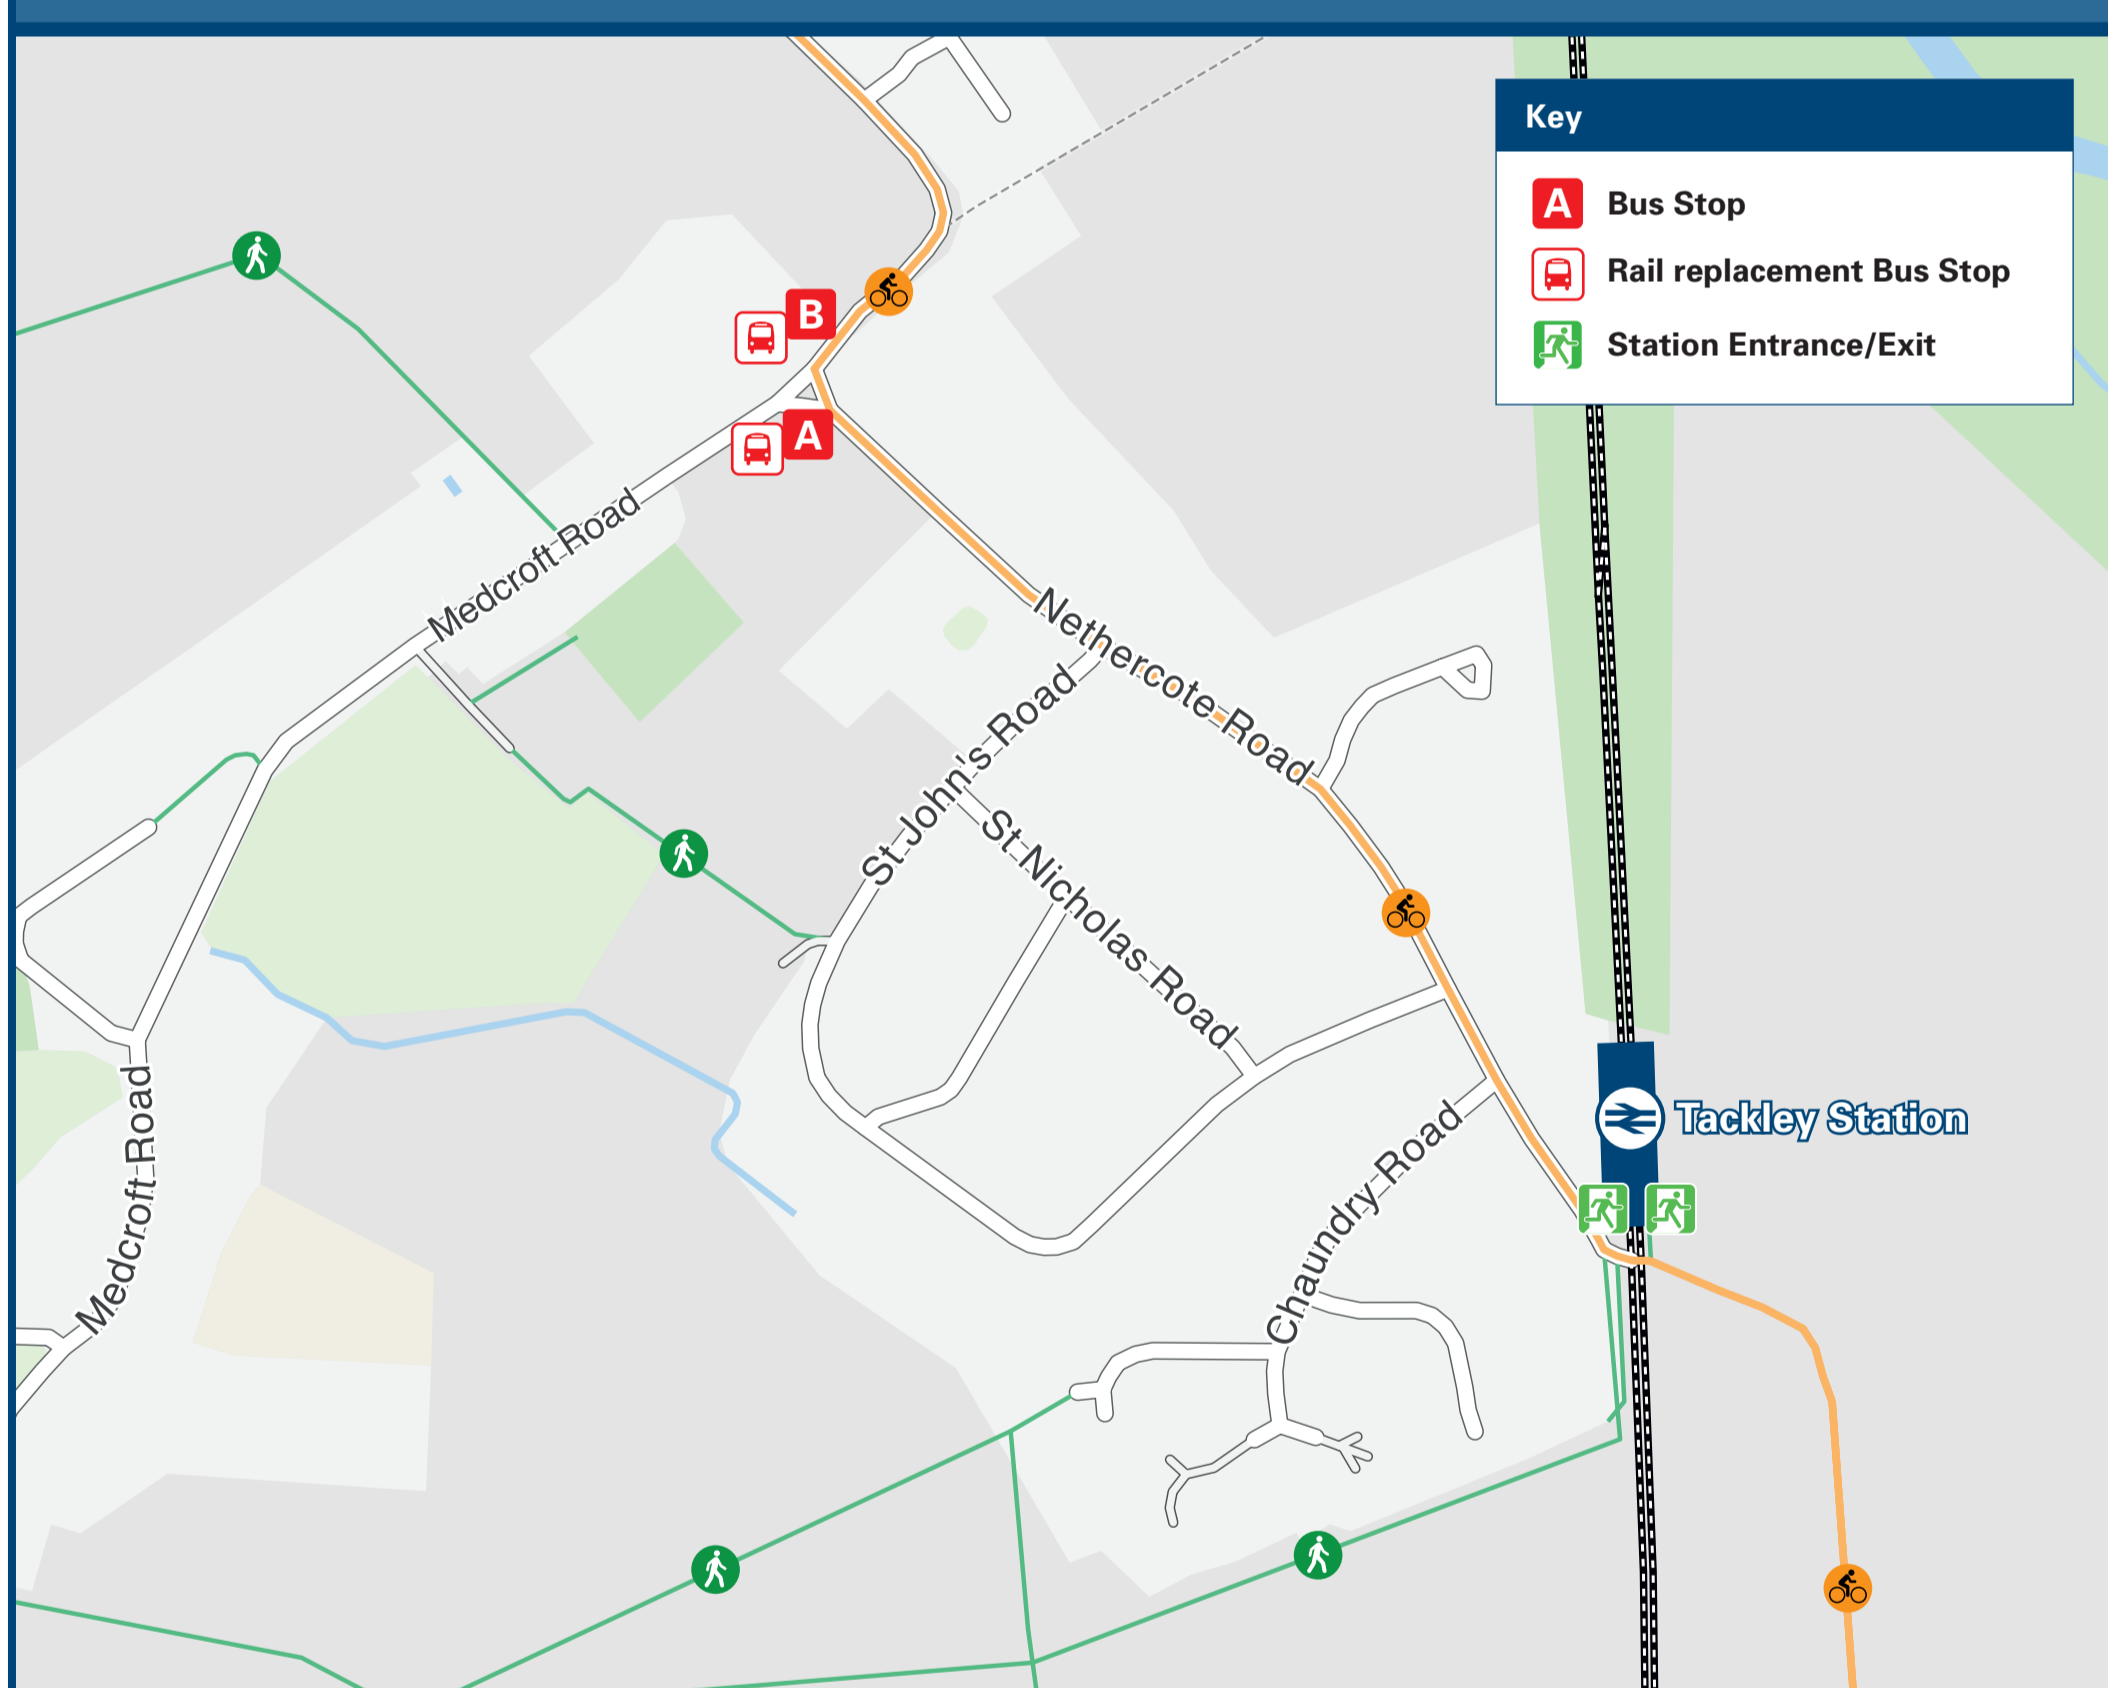 Key
A Bus Stop
Rail replacement Bus Stop
Station Entrance/Exit
B
A
Medcroft Road
Nethercote Road
St John's Road
St Nicholas Road
Medcroft Road
Chaundry Road
Tackley Station